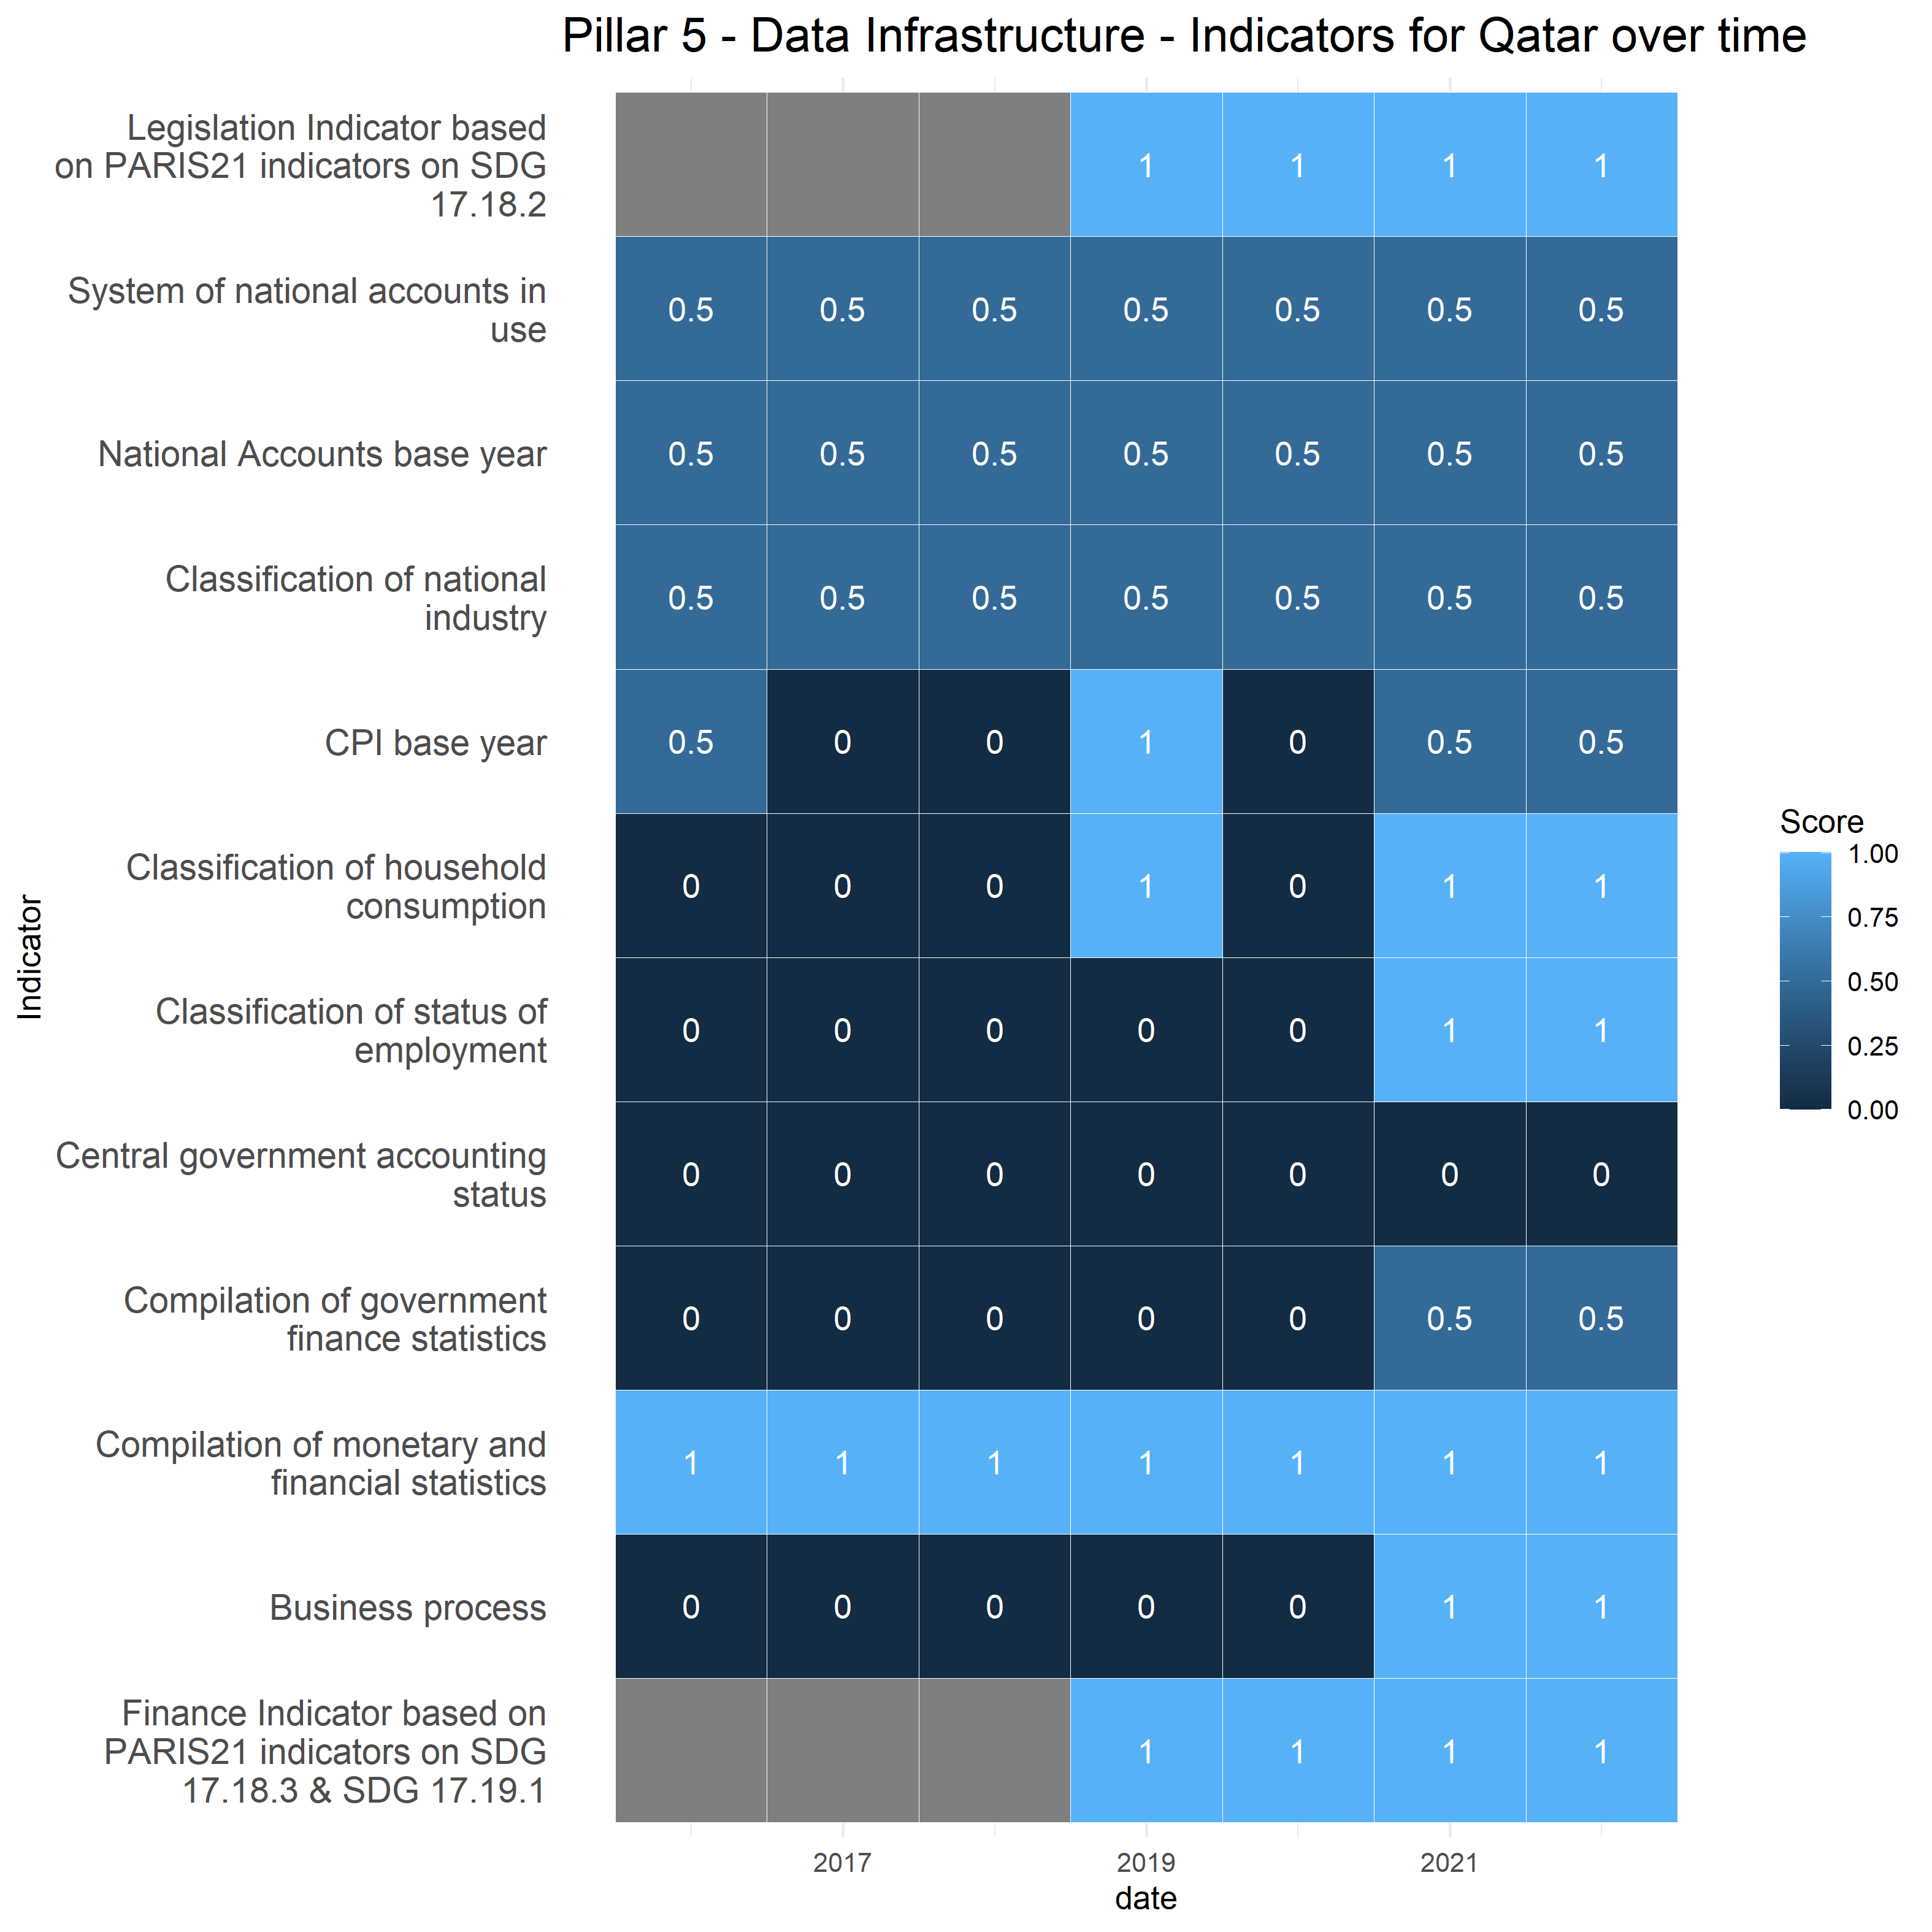 Pillar 5 - Data Infrastructure - Indicators for Qatar over time
Legislation Indicator based
on PARIS21 indicators on SDG
17.18.2
1 1 1 1
System of national accounts in
use
0.5 0.5 0.5 0.5 0.5 0.5 0.5
National Accounts base year
0.5 0.5 0.5 0.5 0.5 0.5 0.5
Classification of national
industry
0.5 0.5 0.5 0.5 0.5 0.5 0.5
CPI base year
0.5 0 0 1 0 0.5 0.5
Classification of household
consumption
0 0 0 1 0 1 1
Classification of status of
employment
0 0 0 0 0 1 1
Central government accounting
status
0 0 0 0 0 0 0
Compilation of government
finance statistics
0 0 0 0 0 0.5 0.5
Compilation of monetary and
financial statistics
1 1 1 1 1 1 1
Business process
0 0 0 0 0 1 1
Finance Indicator based on
PARIS21 indicators on SDG
17.18.3 & SDG 17.19.1
1 1 1 1
2017 2019 2021
date
Indicator
Score
1.00
0.75
0.50
0.25
0.00